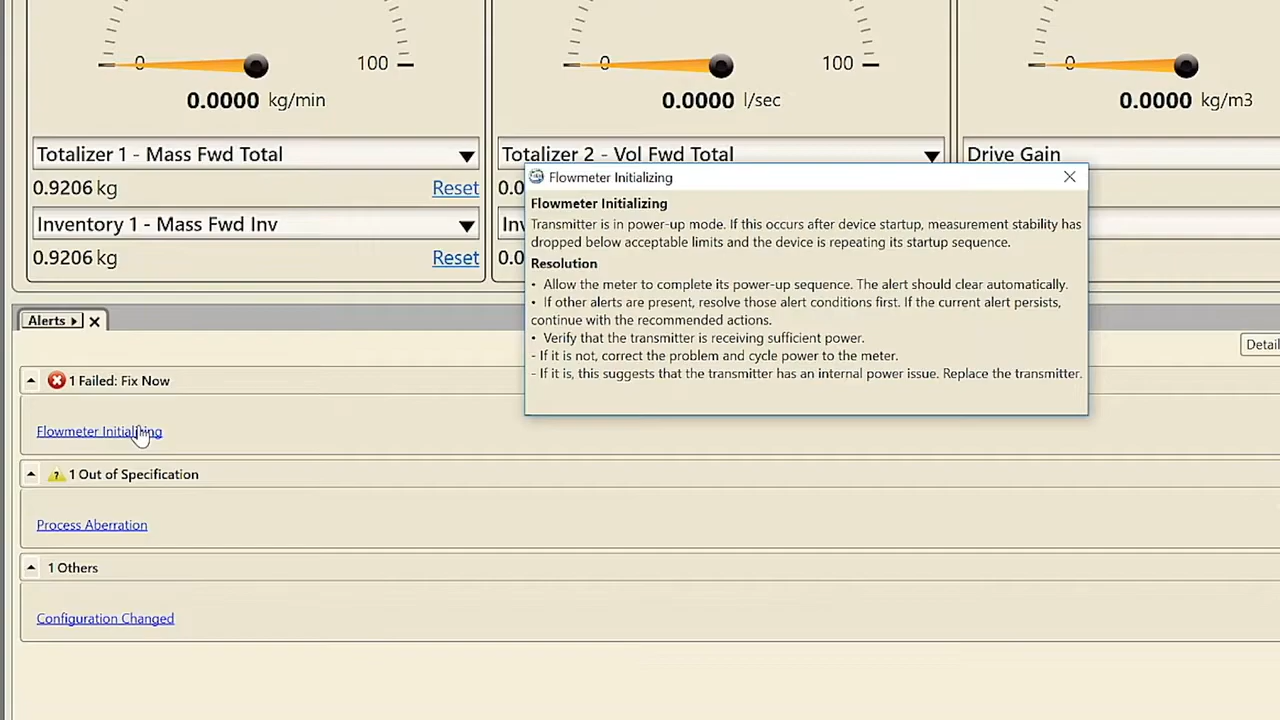 0 100 0 100 0
0.0000 kg/min 0.0000 l/sec 0.0000 kg/m3
Totalizer 1 - Mass Fwd Total Totalizer 2 - Vol Fwd Total Drive Gain
0.9206 kg Reset 0.0
Inventory 1 - Mass Fwd Inv
0.9206 kg Reset 0.0
Flowmeter Initializing
Flowmeter Initializing
Transmitter is in power-up mode. If this occurs after device startup, measurement stability has
dropped below acceptable limits and the device is repeating its startup sequence.
Resolution
• Allow the meter to complete its power-up sequence. The alert should clear automatically.
• If other alerts are present, resolve those alert conditions first. If the current alert persists,
continue with the recommended actions.
• Verify that the transmitter is receiving sufficient power.
- If it is not, correct the problem and cycle power to the meter.
- If it is, this suggests that the transmitter has an internal power issue. Replace the transmitter.
Alerts
1 Failed: Fix Now
Flowmeter Initializing
1 Out of Specification
Process Aberration
1 Others
Configuration Changed